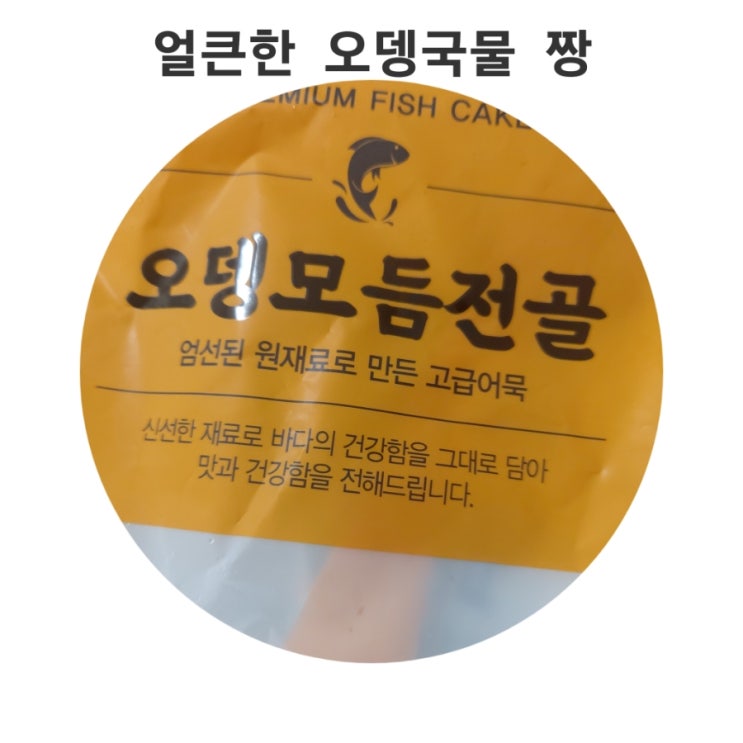 얼큰한 오뎅국물 짱
EMIUM FISH CAKE
오뎅모듬전골
엄선된 원재료로 만든 고급어묵
신선한 재료로 바다의 건강함을 그대로 담아
맛과 건강함을 전해드립니다.